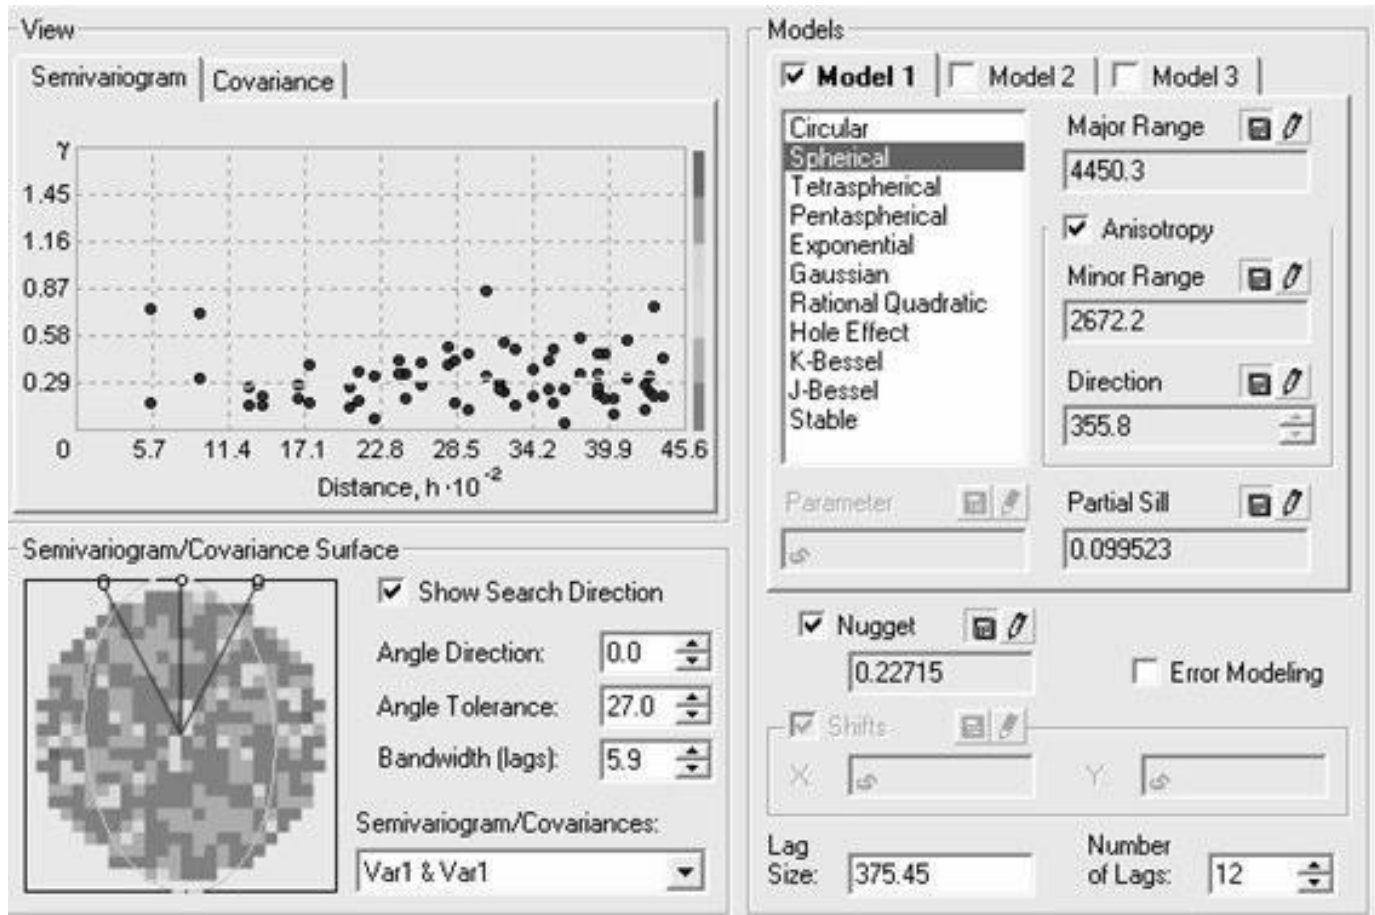 View
Semivariogram
Covariance
γ
1.45
1.16
0.87
0.58
0.29
0
5.7
11.4
17.1
22.8
28.5
34.2
39.9
45.6
Distance, h ·10 -2
Semivariogram/Covariance Surface
Show Search Direction
Angle Direction:
0.0
Angle Tolerance:
27.0
Bandwidth (lags):
5.9
Semivariogram/Covariances:
Var1 & Var1
Models
Model 1
Model 2
Model 3
Circular
Spherical
Tetraspherical
Pentaspherical
Exponential
Gaussian
Rational Quadratic
Hole Effect
K-Bessel
J-Bessel
Stable
Major Range
4450.3
Anisotropy
Minor Range
2672.2
Direction
355.8
Parameter
Partial Sill
0.099523
Nugget
0.22715
Error Modeling
Shifts
X:
Y:
Lag
Size:
375.45
Number
of Lags:
12